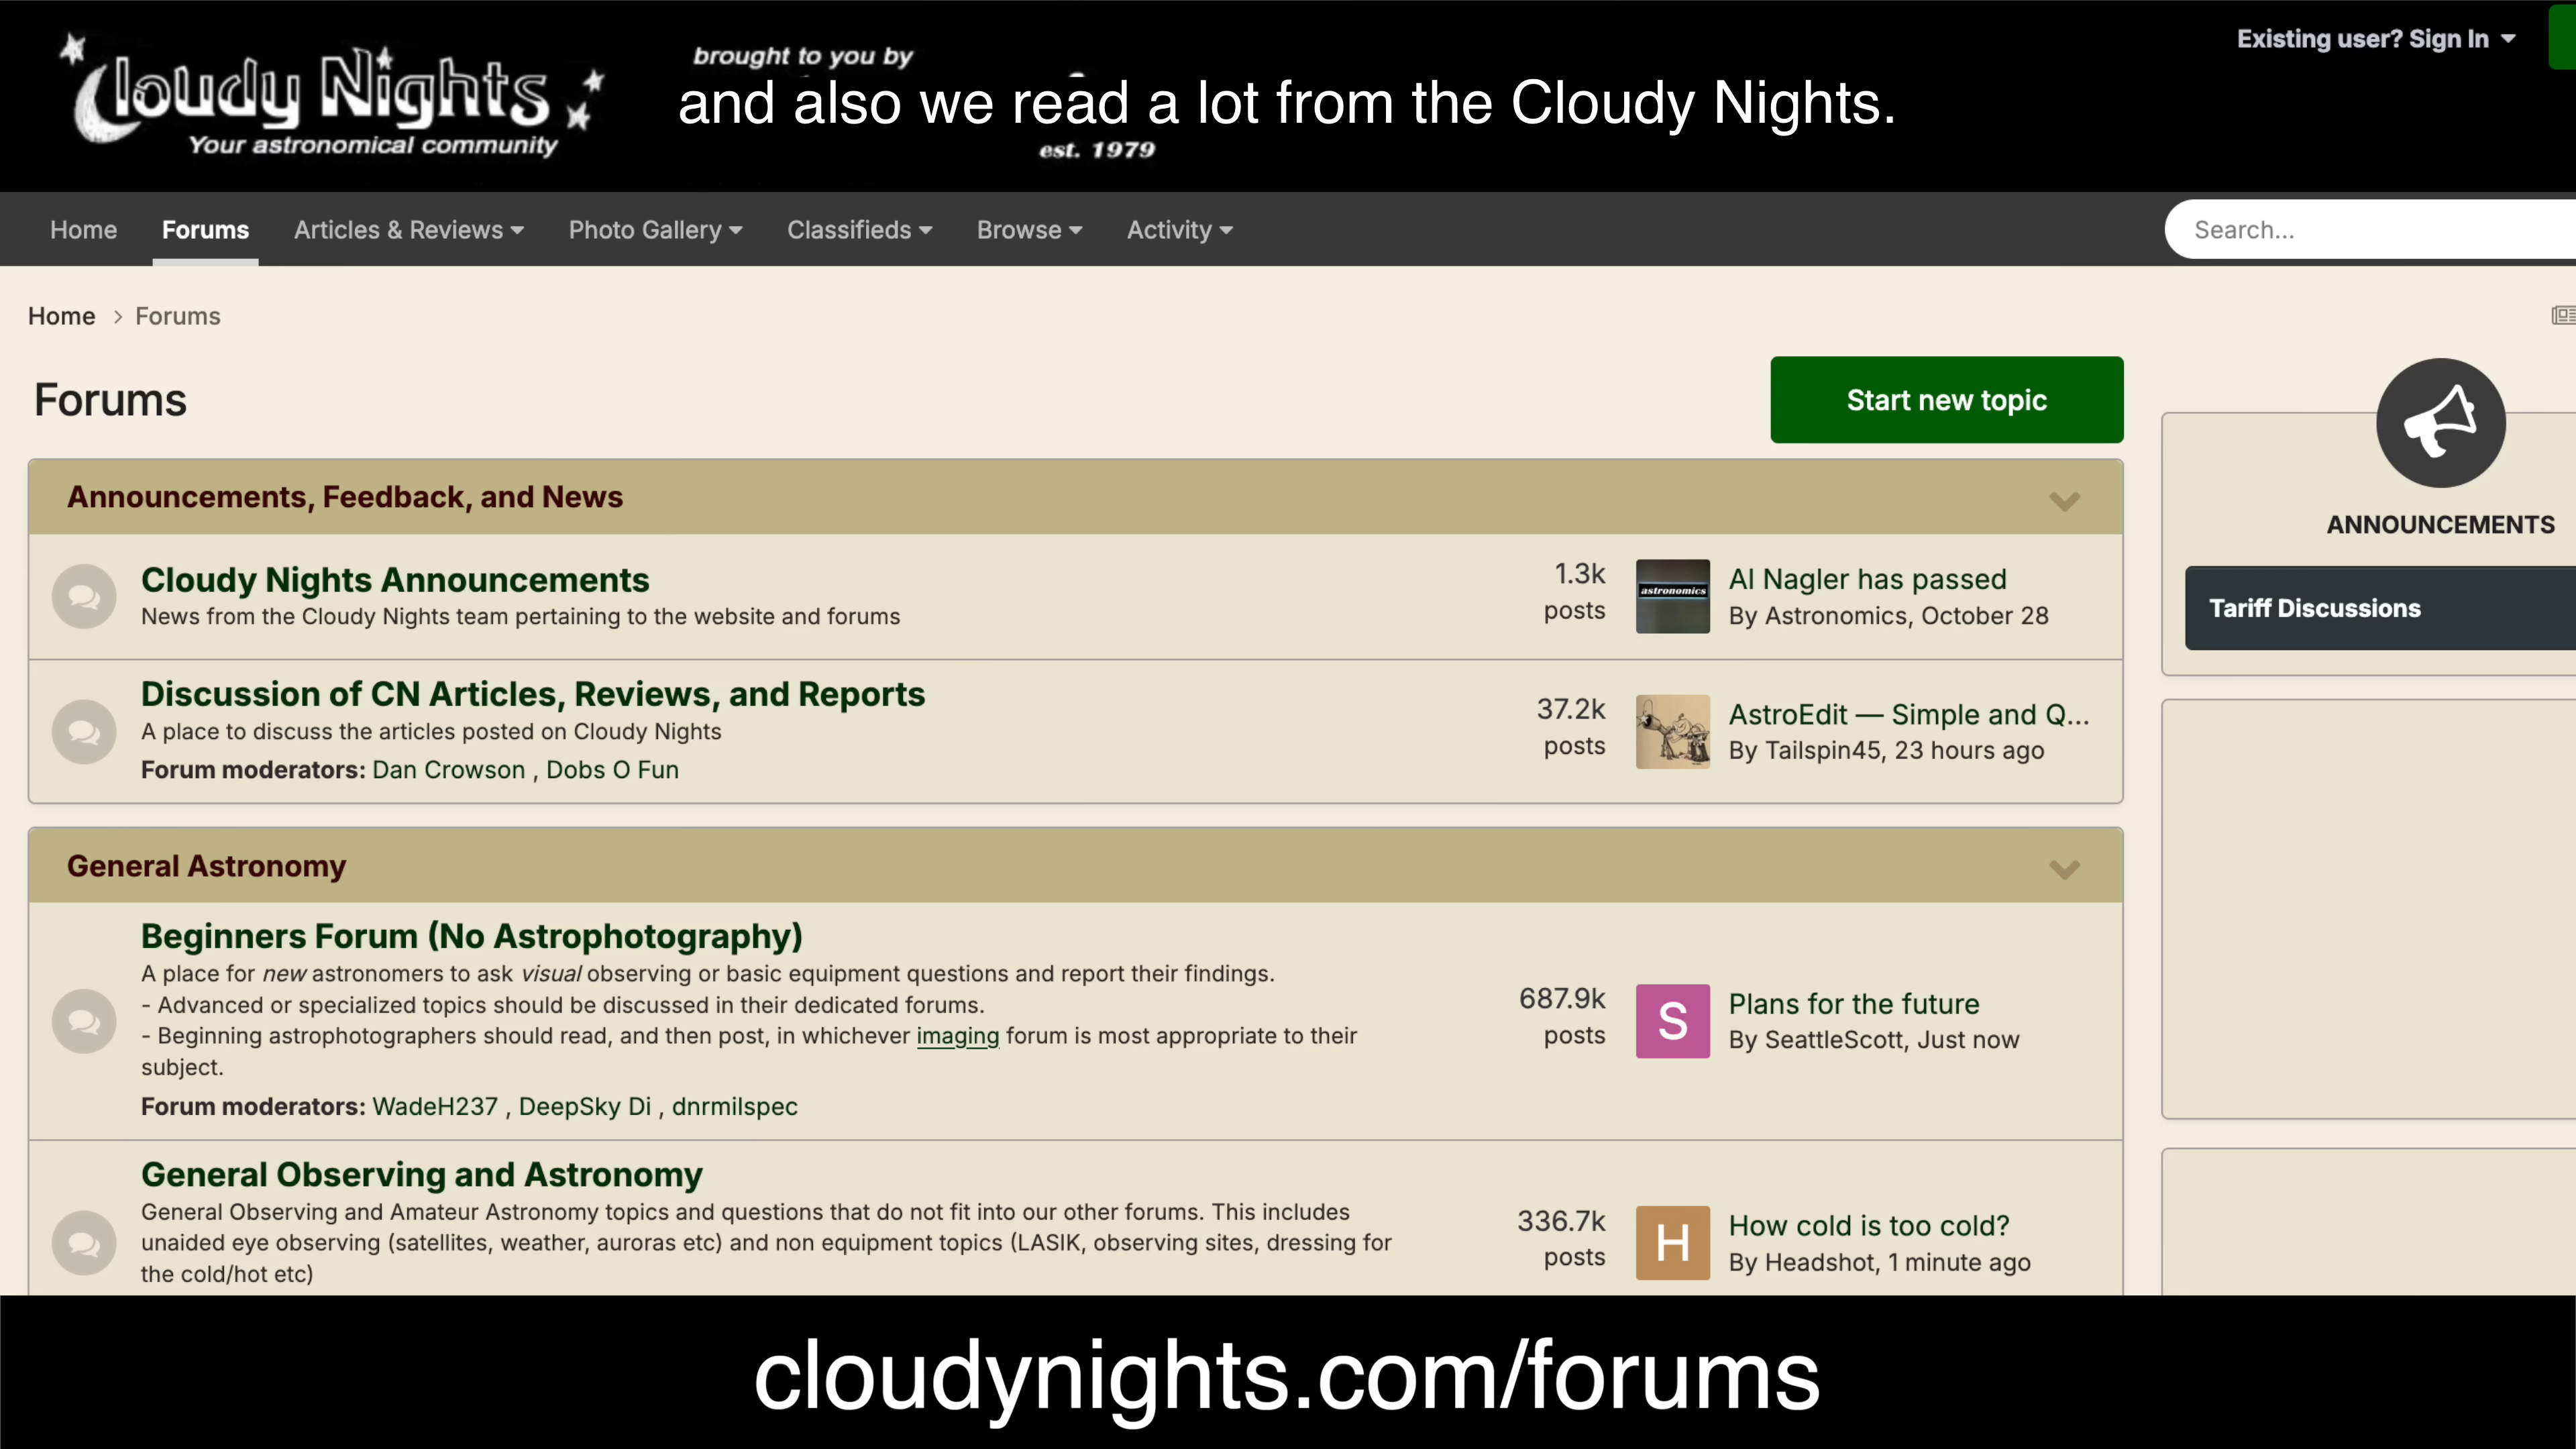 Cloudy Nights
Your astronomical community
brought to you by
and also we read a lot from the Cloudy Nights.
est. 1979
Existing user? Sign In
Home
Forums
Articles & Reviews
Photo Gallery
Classifieds
Browse
Activity
Search...
Home > Forums
Forums
Start new topic
Announcements, Feedback, and News
Cloudy Nights Announcements
News from the Cloudy Nights team pertaining to the website and forums
1.3k
posts
astronomics
Al Nagler has passed
By Astronomics, October 28
Discussion of CN Articles, Reviews, and Reports
A place to discuss the articles posted on Cloudy Nights
Forum moderators: Dan Crowson , Dobs O Fun
37.2k
posts
AstroEdit — Simple and Q...
By Tailspin45, 23 hours ago
General Astronomy
Beginners Forum (No Astrophotography)
A place for new astronomers to ask visual observing or basic equipment questions and report their findings.
- Advanced or specialized topics should be discussed in their dedicated forums.
- Beginning astrophotographers should read, and then post, in whichever imaging forum is most appropriate to their
subject.
Forum moderators: WadeH237 , DeepSky Di , dnrmilspec
687.9k
posts
S
Plans for the future
By SeattleScott, Just now
General Observing and Astronomy
General Observing and Amateur Astronomy topics and questions that do not fit into our other forums. This includes
unaided eye observing (satellites, weather, auroras etc) and non equipment topics (LASIK, observing sites, dressing for
the cold/hot etc)
336.7k
posts
H
How cold is too cold?
By Headshot, 1 minute ago
ANNOUNCEMENTS
Tariff Discussions
cloudynights.com/forums